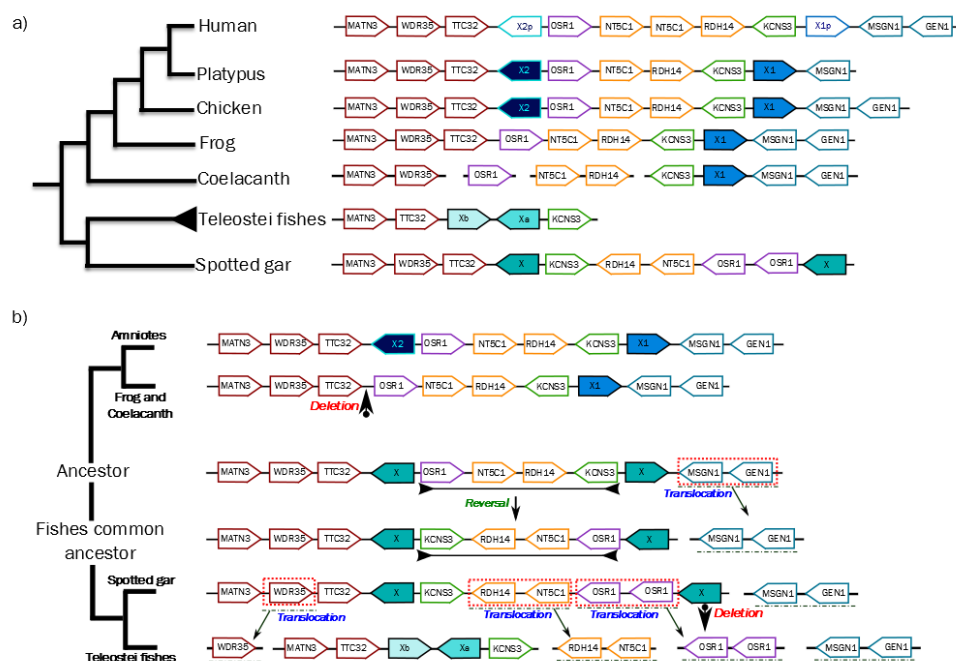 a)
Human
MATN3 WDR35 TTC32 X2p OSR1 NT5C1 NT5C1 RDH14 KCNS3 X1p MSGN1 GEN1
Platypus
MATN3 WDR35 TTC32 X2 OSR1 NT5C1 RDH14 KCNS3 X1 MSGN1
Chicken
MATN3 WDR35 TTC32 X2 OSR1 NT5C1 RDH14 KCNS3 X1 MSGN1 GEN1
Frog
MATN3 WDR35 TTC32 OSR1 NT5C1 RDH14 KCNS3 X1 MSGN1 GEN1
Coelacanth
MATN3 WDR35 OSR1 NT5C1 RDH14 KCNS3 X1 MSGN1 GEN1
Teleostei fishes
MATN3 TTC32 Xb Xa KCNS3
Spotted gar
MATN3 WDR35 TTC32 X KCNS3 RDH14 NT5C1 OSR1 OSR1 X
b)
Amniotes
MATN3 WDR35 TTC32 X2 OSR1 NT5C1 RDH14 KCNS3 X1 MSGN1 GEN1
Frog and
Coelacanth
MATN3 WDR35 TTC32 OSR1 NT5C1 RDH14 KCNS3 X1 MSGN1 GEN1
Deletion
Ancestor
MATN3 WDR35 TTC32 X OSR1 NT5C1 RDH14 KCNS3 X MSGN1 GEN1
Reversal
Translocation
Fishes common
ancestor
MATN3 WDR35 TTC32 X KCNS3 RDH14 NT5C1 OSR1 X MSGN1 GEN1
Spotted gar
MATN3 WDR35 TTC32 X KCNS3 RDH14 NT5C1 OSR1 OSR1 X MSGN1 GEN1
Translocation Translocation Translocation Deletion
Teleostei fishes
WDR35 MATN3 TTC32 Xb Xa KCNS3 RDH14 NT5C1 OSR1 OSR1 MSGN1 GEN1